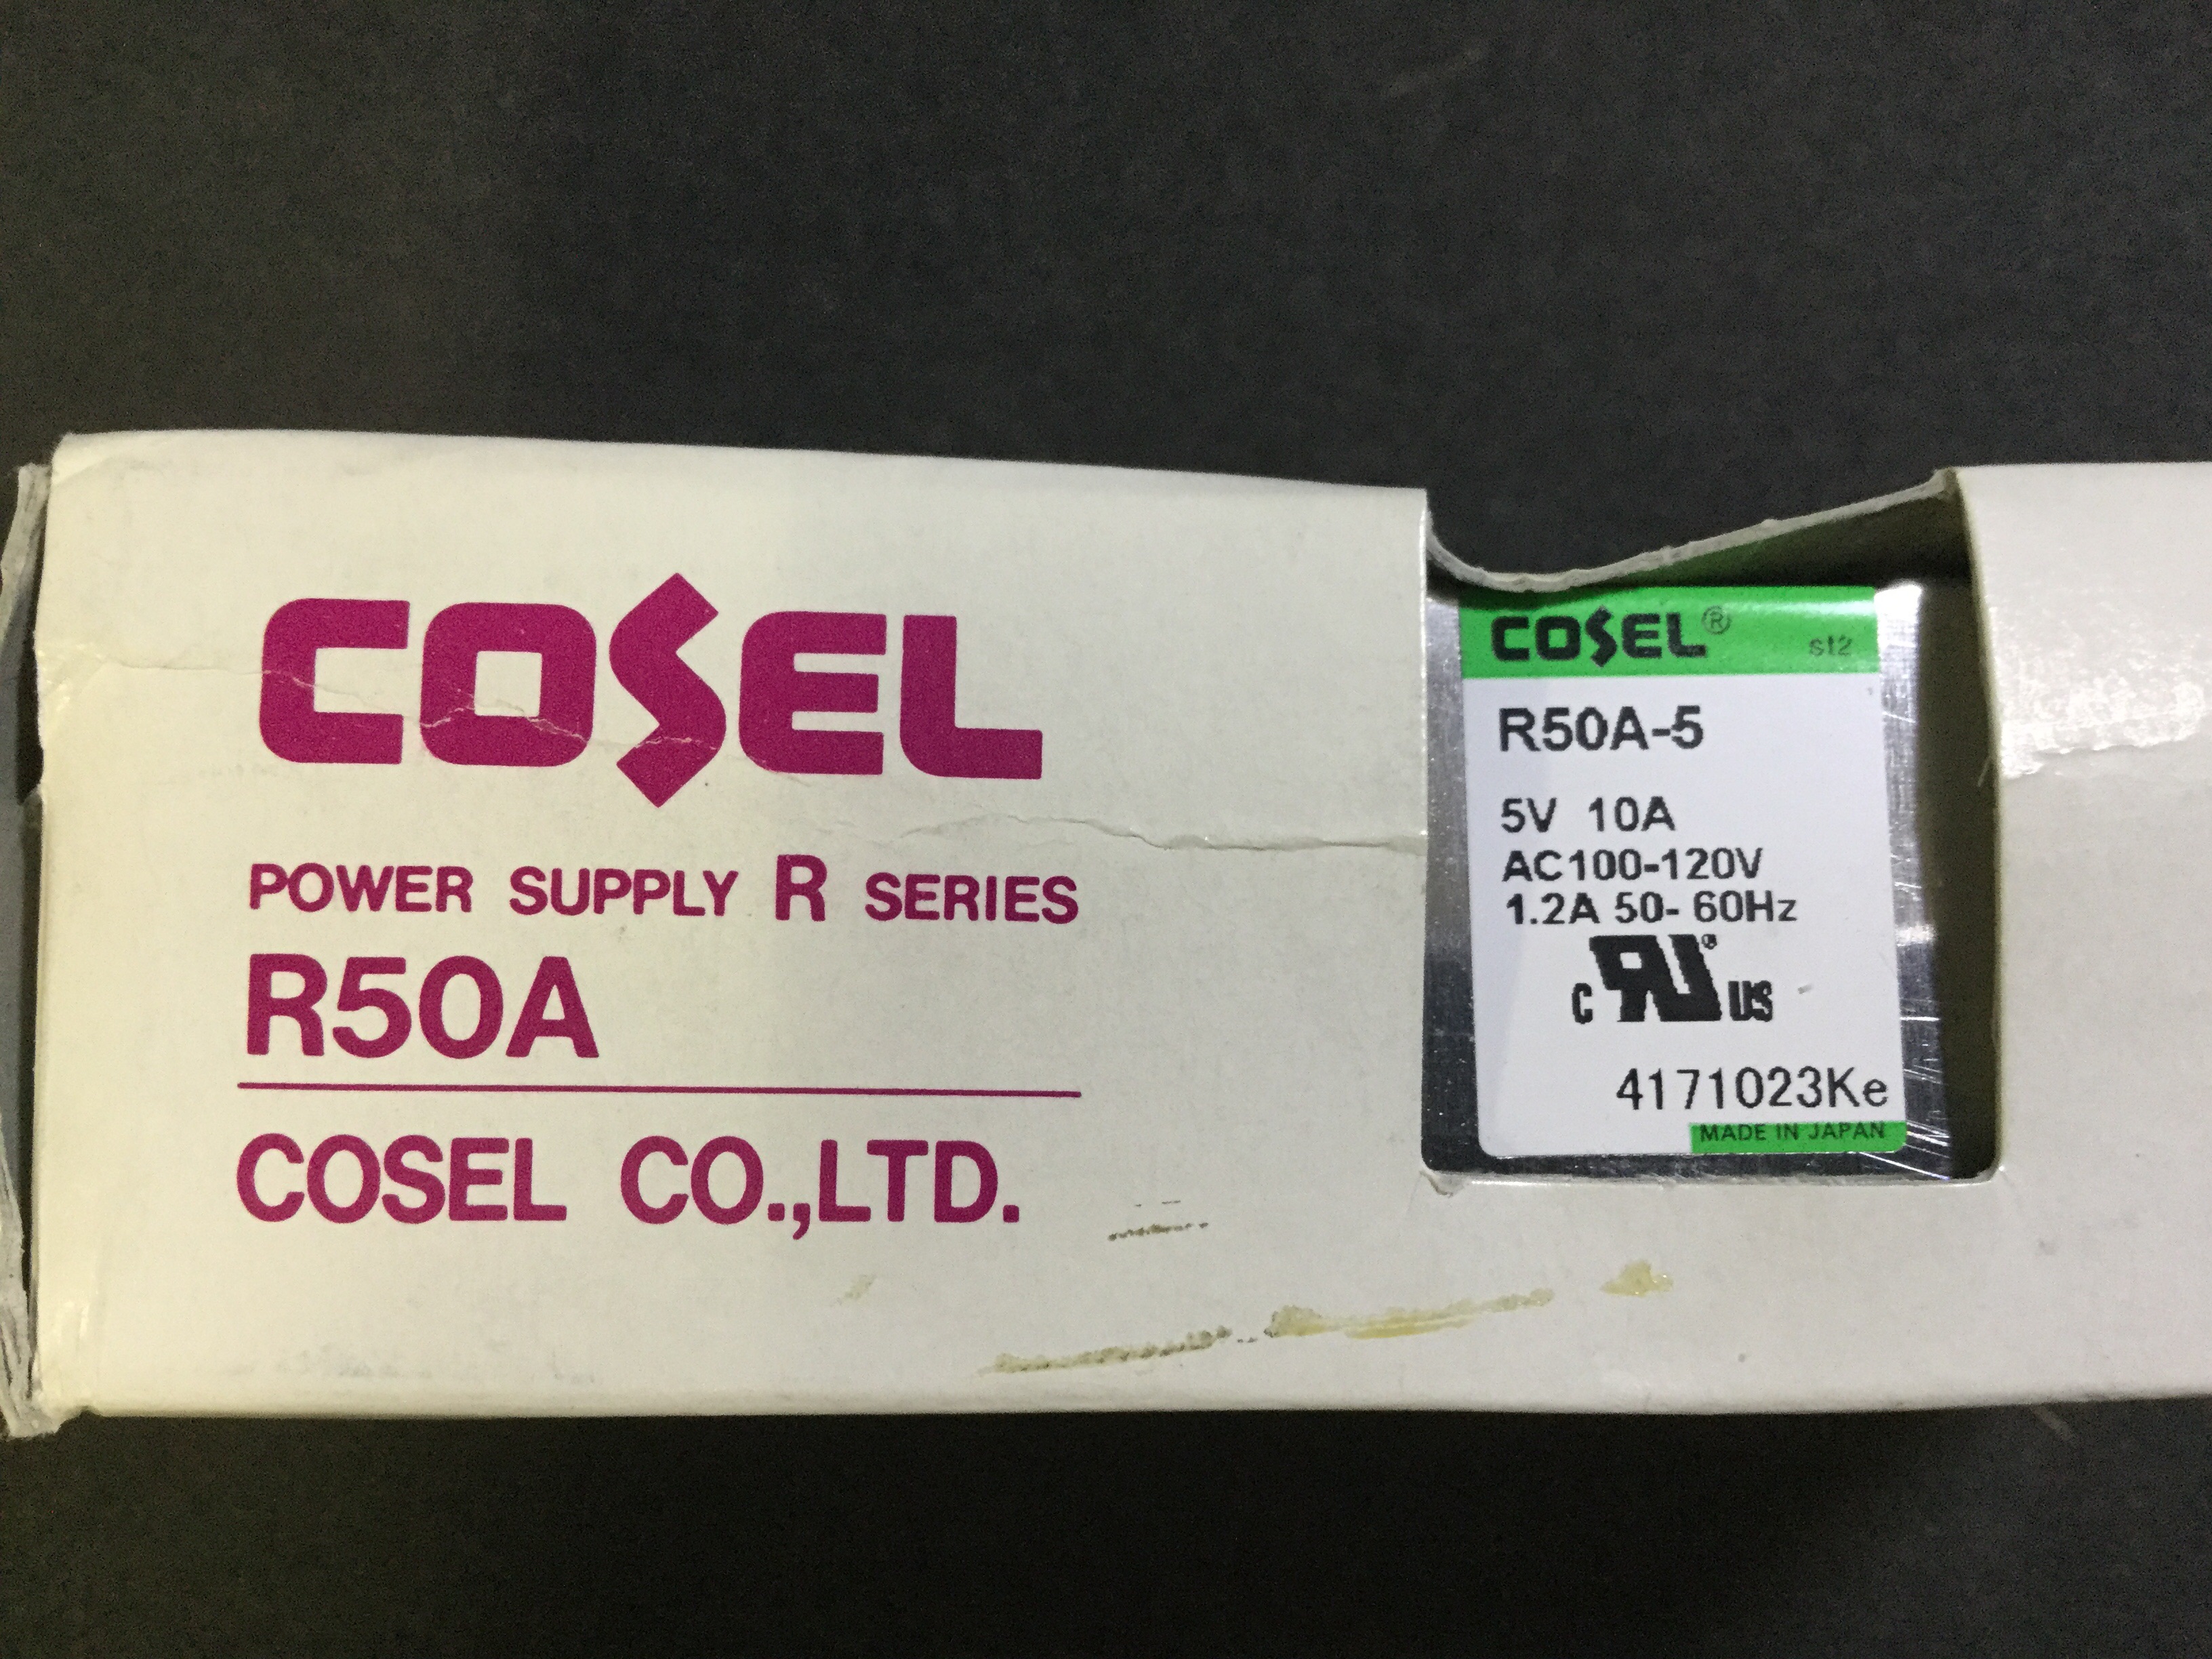 COSEL
POWER SUPPLY R SERIES
R50A
COSEL CO.,LTD.
COSEL® s12
R50A-5
5V 10A
AC100-120V
1.2A 50- 60Hz
c RU® US
4171023Ke
MADE IN JAPAN